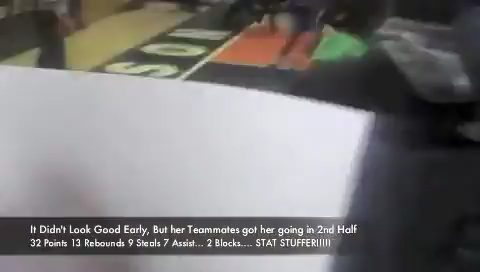 SON
It Didn't Look Good Early, But her Teammates got her going in 2nd Half
32 Points 13 Rebounds 9 Steals 7 Assist... 2 Blocks.... STAT STUFFER!!!!!